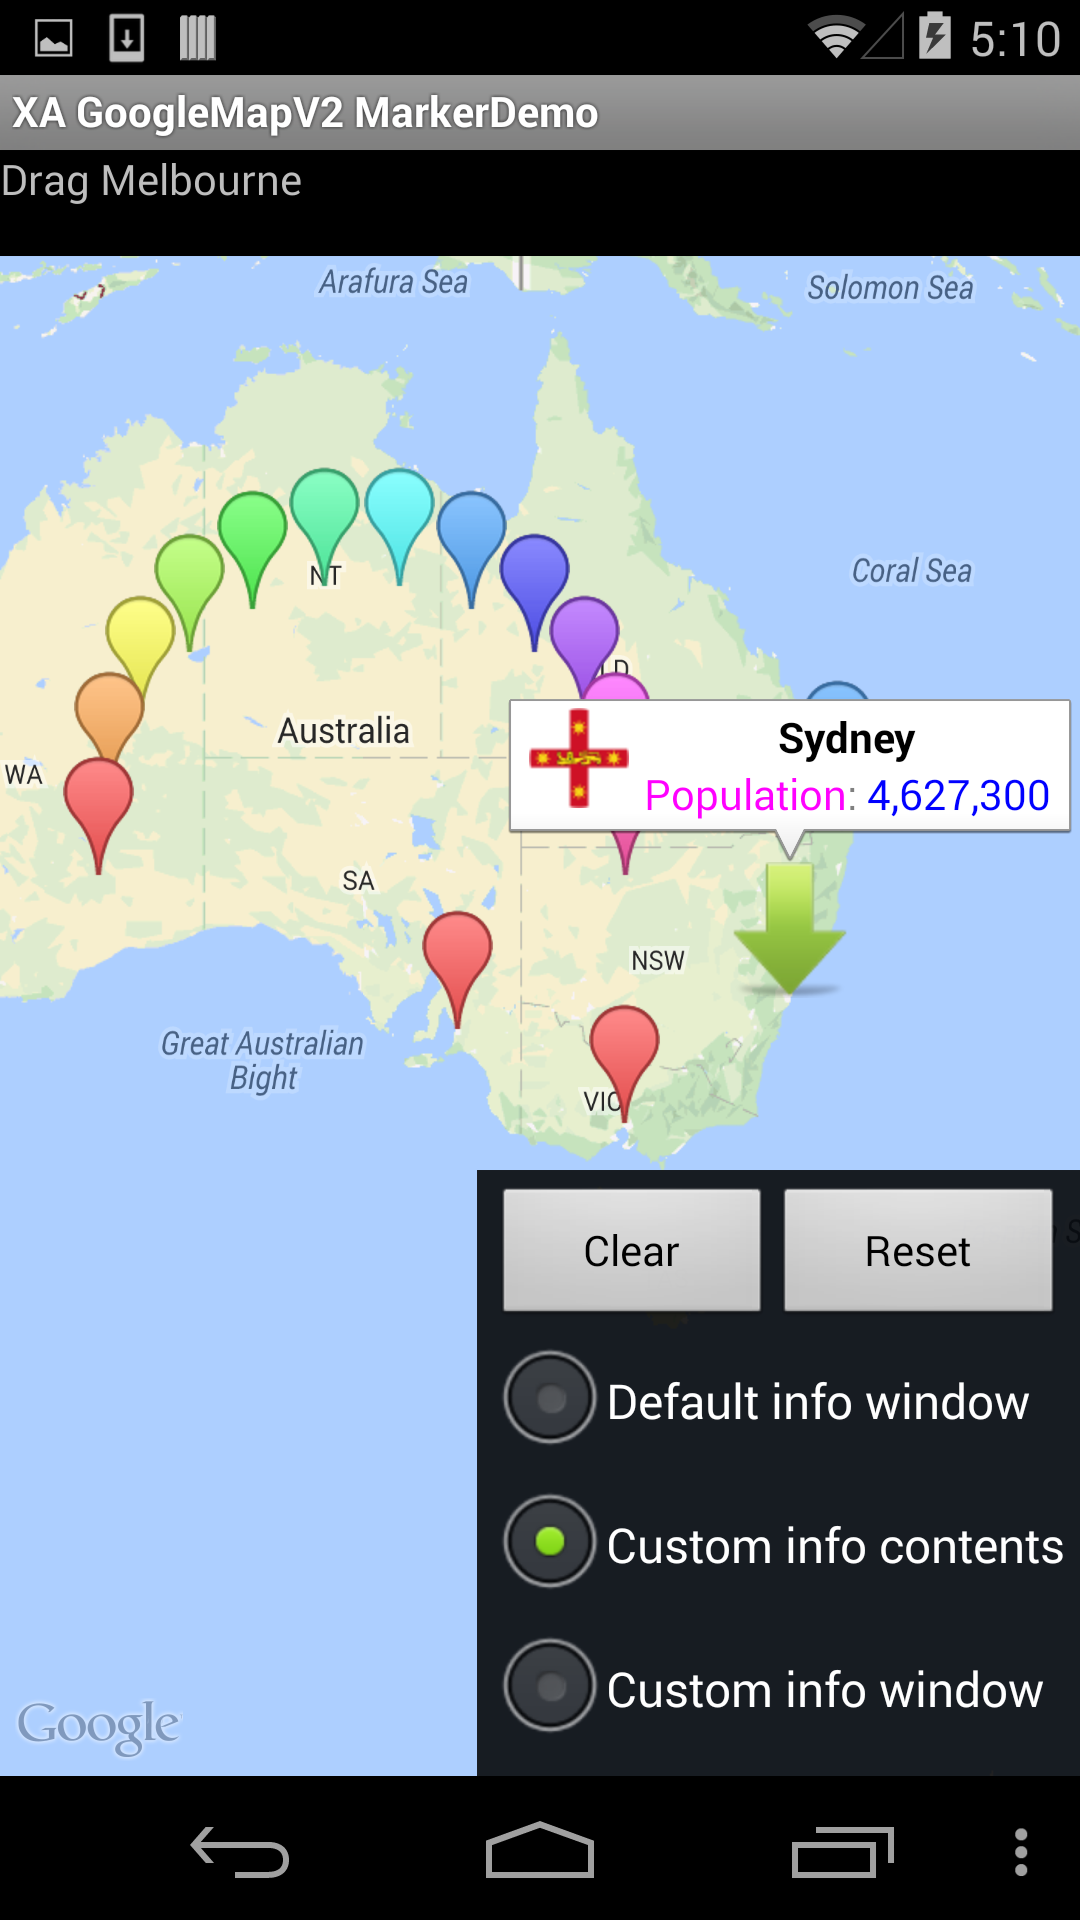 5:10
XA GoogleMapV2 MarkerDemo
Drag Melbourne
Arafura Sea
Solomon Sea
Coral Sea
NT
LD
Australia
WA
Sydney
Population: 4,627,300
SA
NSW
Great Australian
Bight
VIC
Clear
Reset
Default info window
Custom info contents
Custom info window
Google